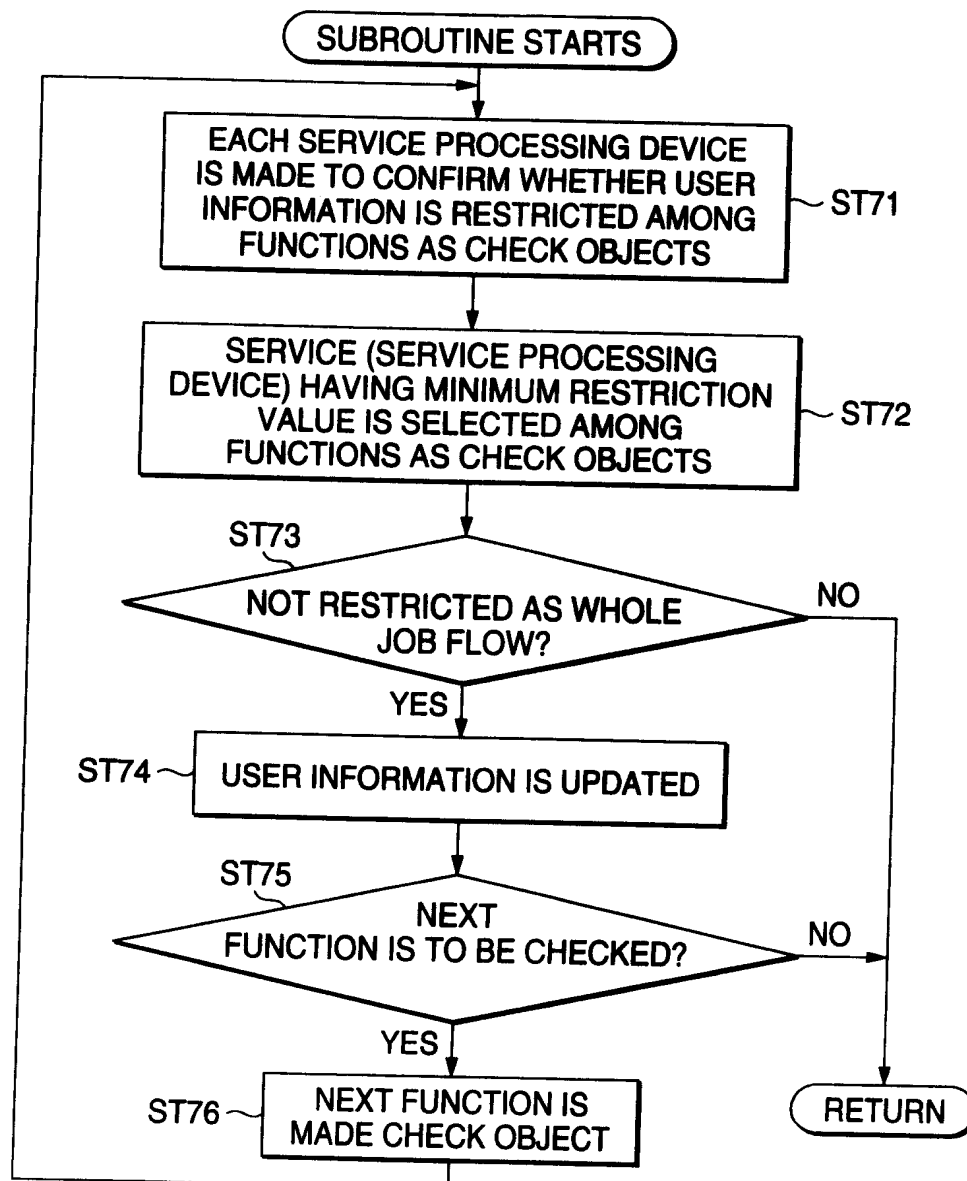 SUBROUTINE STARTS
EACH SERVICE PROCESSING DEVICE
IS MADE TO CONFIRM WHETHER USER
INFORMATION IS RESTRICTED AMONG
FUNCTIONS AS CHECK OBJECTS
ST71
SERVICE (SERVICE PROCESSING
DEVICE) HAVING MINIMUM RESTRICTION
VALUE IS SELECTED AMONG
FUNCTIONS AS CHECK OBJECTS
ST72
ST73
NOT RESTRICTED AS WHOLE
JOB FLOW?
NO
YES
ST74
USER INFORMATION IS UPDATED
ST75
NEXT
FUNCTION IS TO BE CHECKED?
NO
YES
ST76
NEXT FUNCTION IS
MADE CHECK OBJECT
RETURN